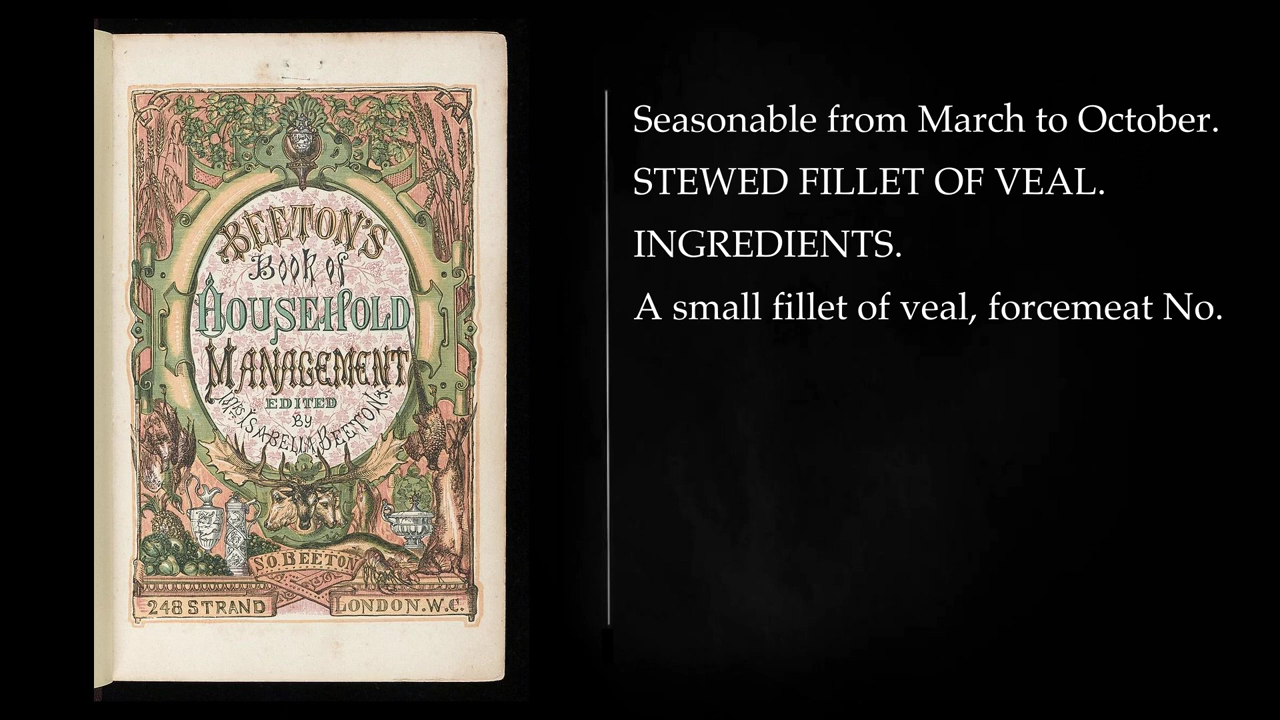 BEETON'S
Book of
HOUSEHOLD
MANAGEMENT
EDITED
BY
MRS ISABELLA BEETON
S.O. BEETON
248 STRAND
LONDON. W.C.
Seasonable from March to October.
STEWED FILLET OF VEAL.
INGREDIENTS.
A small fillet of veal, forcemeat No.